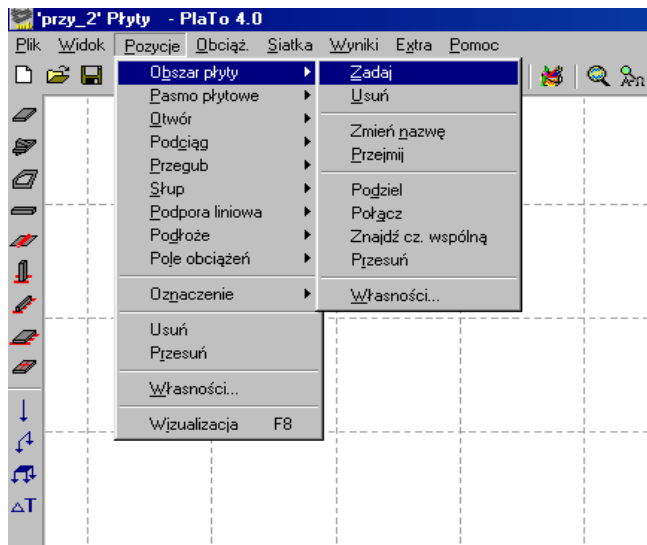 'przy_2' Płyty - PlaTo 4.0
Plik Widok Pozycje Obciąż. Siatka Wyniki Extra Pomoc
Obszar płyty
Pasmo płytowe
Otwór
Podciąg
Przegub
Słup
Podpora liniowa
Podłoże
Pole obciążeń
Oznaczenie
Usuń
Przesuń
Własności...
Wizualizacja F8
Zadaj
Usuń
Zmień nazwę
Przejmij
Podziel
Połącz
Znajdź cz. wspólną
Przesuń
Własności...
ΔT